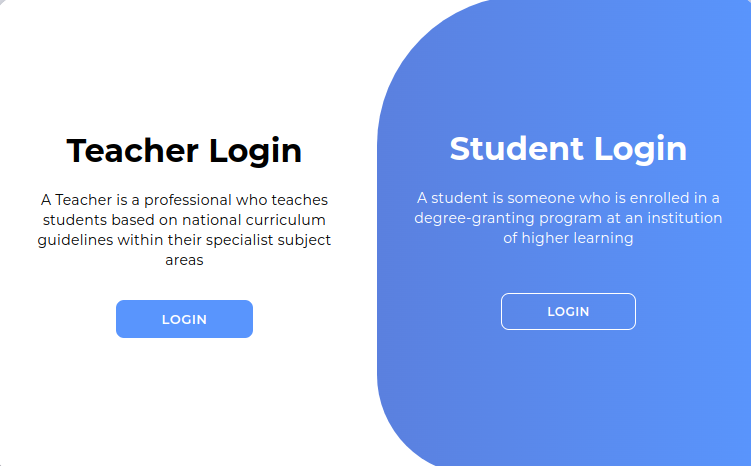 Teacher Login
A Teacher is a professional who teaches
students based on national curriculum
guidelines within their specialist subject
areas
LOGIN
Student Login
A student is someone who is enrolled in a
degree-granting program at an institution
of higher learning
LOGIN